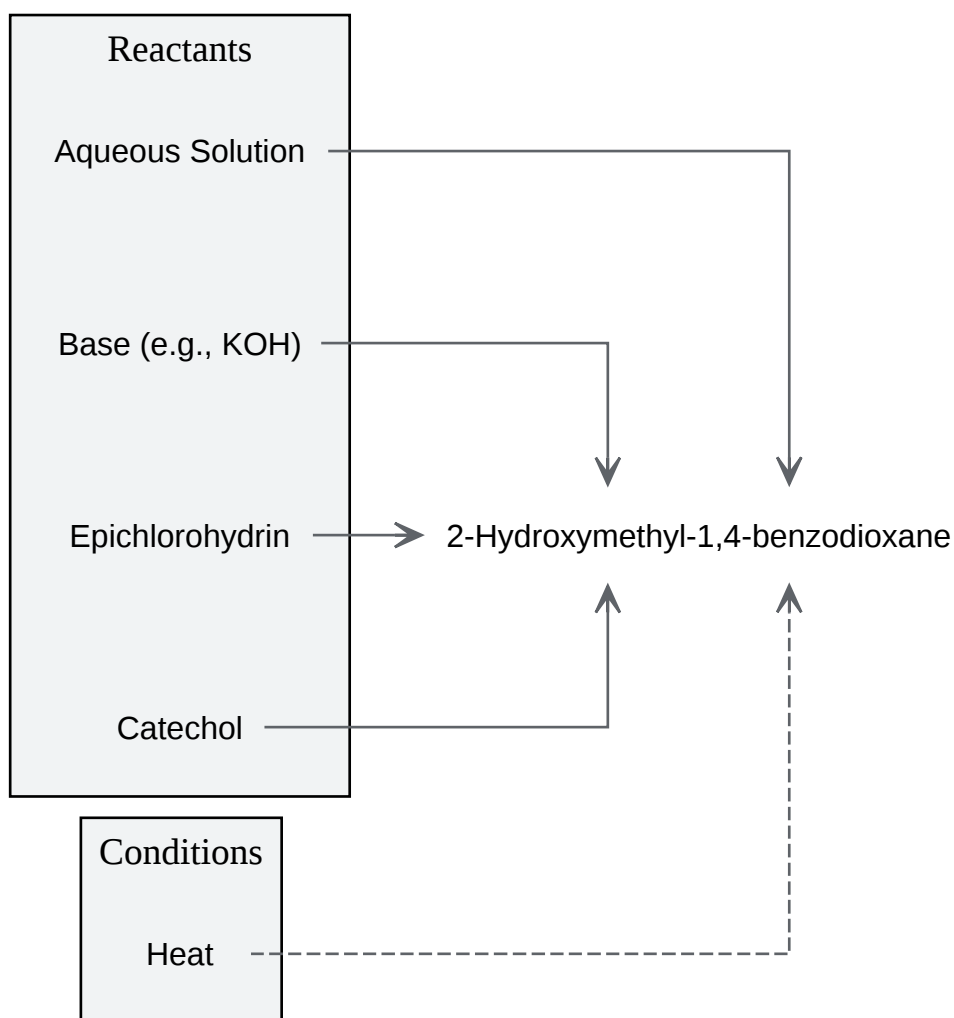 Reactants
Aqueous Solution
Base (e.g., KOH)
Epichlorohydrin
2-Hydroxymethyl-1,4-benzodioxane
Catechol
Conditions
Heat